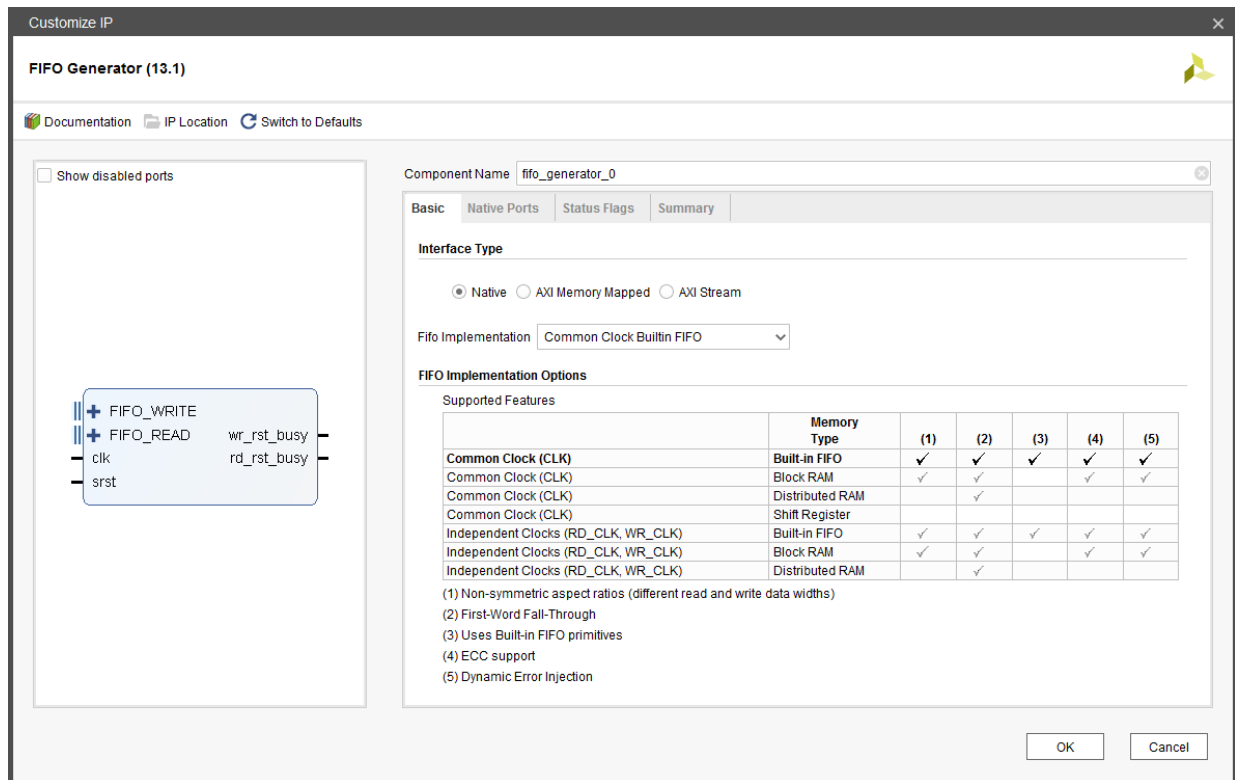 Customize IP
FIFO Generator (13.1)
Documentation IP Location Switch to Defaults
Show disabled ports
FIFO_WRITE
FIFO_READ wr_rst_busy
clk rd_rst_busy
srst
Component Name fifo_generator_0
Basic Native Ports Status Flags Summary
Interface Type
Native AXI Memory Mapped AXI Stream
Fifo Implementation Common Clock Builtin FIFO
FIFO Implementation Options
Supported Features
Memory
Type (1) (2) (3) (4) (5)
Common Clock (CLK) Built-in FIFO ✓ ✓ ✓ ✓ ✓
Common Clock (CLK) Block RAM ✓ ✓ ✓ ✓
Common Clock (CLK) Distributed RAM ✓
Common Clock (CLK) Shift Register
Independent Clocks (RD_CLK, WR_CLK) Built-in FIFO ✓ ✓ ✓ ✓ ✓
Independent Clocks (RD_CLK, WR_CLK) Block RAM ✓ ✓ ✓ ✓
Independent Clocks (RD_CLK, WR_CLK) Distributed RAM ✓
(1) Non-symmetric aspect ratios (different read and write data widths)
(2) First-Word Fall-Through
(3) Uses Built-in FIFO primitives
(4) ECC support
(5) Dynamic Error Injection
OK Cancel